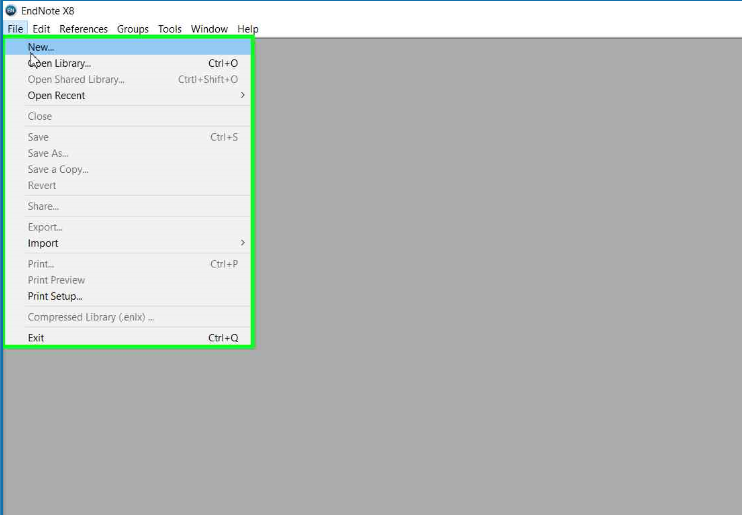 EndNote X8
File Edit References Groups Tools Window Help
New...
Open Library... Ctrl+O
Open Shared Library... Ctrtl+Shift+O
Open Recent >
Close
Save Ctrl+S
Save As...
Save a Copy...
Revert
Share...
Export...
Import >
Print... Ctrl+P
Print Preview
Print Setup...
Compressed Library (.enlx) ...
Exit Ctrl+Q